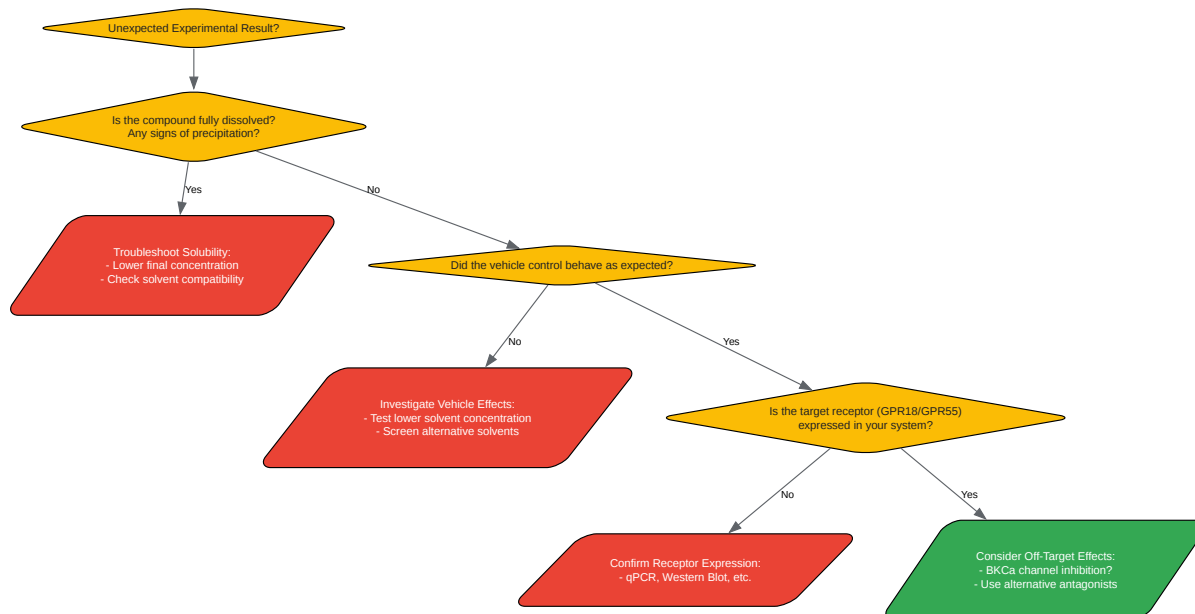 Unexpected Experimental Result?
Is the compound fully dissolved?
Any signs of precipitation?
Yes
No
Troubleshoot Solubility:
- Lower final concentration
- Check solvent compatibility
Did the vehicle control behave as expected?
No
Yes
Investigate Vehicle Effects:
- Test lower solvent concentration
- Screen alternative solvents
Is the target receptor (GPR18/GPR55)
expressed in your system?
No
Yes
Confirm Receptor Expression:
- qPCR, Western Blot, etc.
Consider Off-Target Effects:
- BKCa channel inhibition?
- Use alternative antagonists